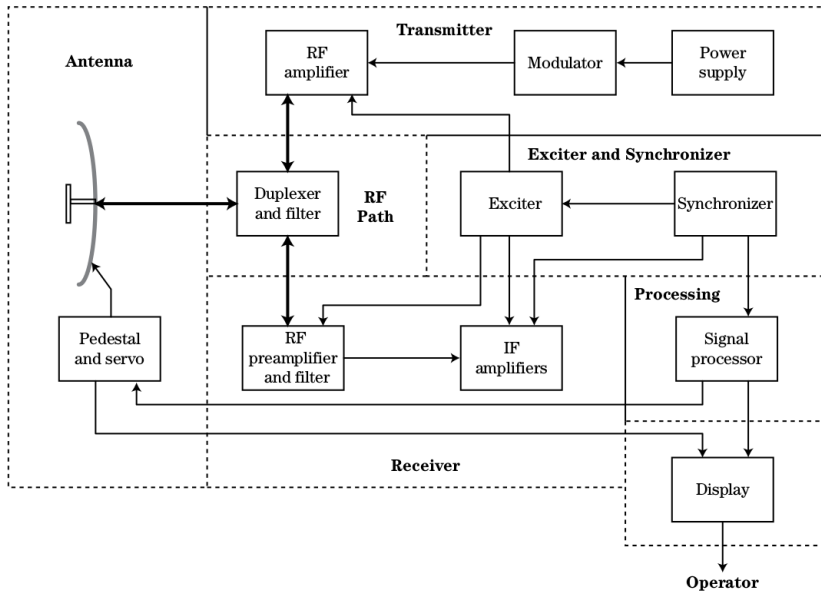 Transmitter
Antenna
RF
amplifier
Modulator
Power
supply
Exciter and Synchronizer
Duplexer
and filter
RF
Path
Exciter
Synchronizer
Processing
Pedestal
and servo
RF
preamplifier
and filter
IF
amplifiers
Signal
processor
Receiver
Display
Operator